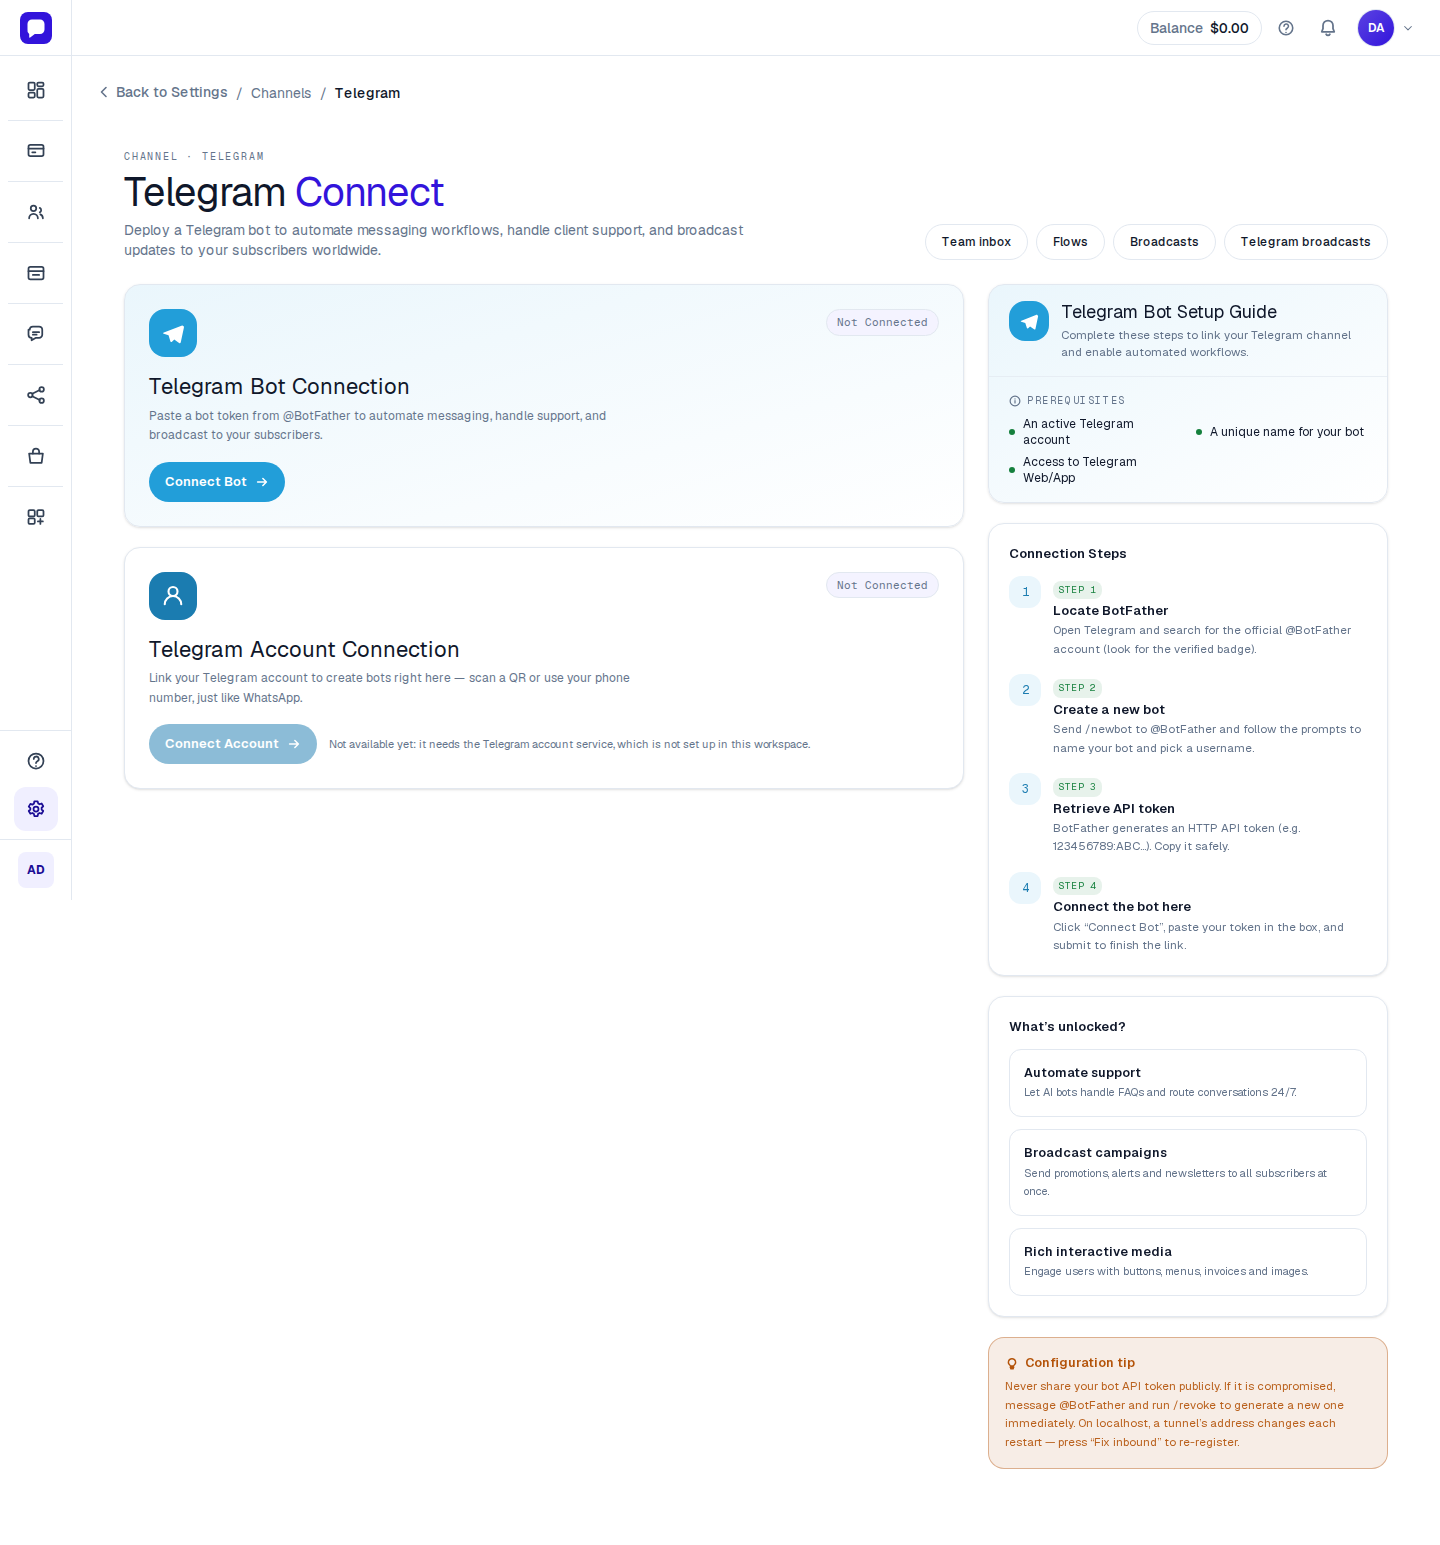 Balance $0.00
DA
Back to Settings / Channels / Telegram
CHANNEL · TELEGRAM
Telegram Connect
Deploy a Telegram bot to automate messaging workflows, handle client support, and broadcast
updates to your subscribers worldwide.
Team inbox
Flows
Broadcasts
Telegram broadcasts
Not Connected
Telegram Bot Connection
Paste a bot token from @BotFather to automate messaging, handle support, and
broadcast to your subscribers.
Connect Bot →
Not Connected
Telegram Account Connection
Link your Telegram account to create bots right here — scan a QR or use your phone
number, just like WhatsApp.
Connect Account →
Not available yet: it needs the Telegram account service, which is not set up in this workspace.
Telegram Bot Setup Guide
Complete these steps to link your Telegram channel
and enable automated workflows.
PREREQUISITES
An active Telegram
account
A unique name for your bot
Access to Telegram
Web/App
Connection Steps
1
STEP 1
Locate BotFather
Open Telegram and search for the official @BotFather
account (look for the verified badge).
2
STEP 2
Create a new bot
Send /newbot to @BotFather and follow the prompts to
name your bot and pick a username.
3
STEP 3
Retrieve API token
BotFather generates an HTTP API token (e.g.
123456789:ABC…). Copy it safely.
4
STEP 4
Connect the bot here
Click “Connect Bot”, paste your token in the box, and
submit to finish the link.
What’s unlocked?
Automate support
Let AI bots handle FAQs and route conversations 24/7.
Broadcast campaigns
Send promotions, alerts and newsletters to all subscribers at
once.
Rich interactive media
Engage users with buttons, menus, invoices and images.
Configuration tip
Never share your bot API token publicly. If it is compromised,
message @BotFather and run /revoke to generate a new one
immediately. On localhost, a tunnel’s address changes each
restart — press “Fix inbound” to re-register.
AD